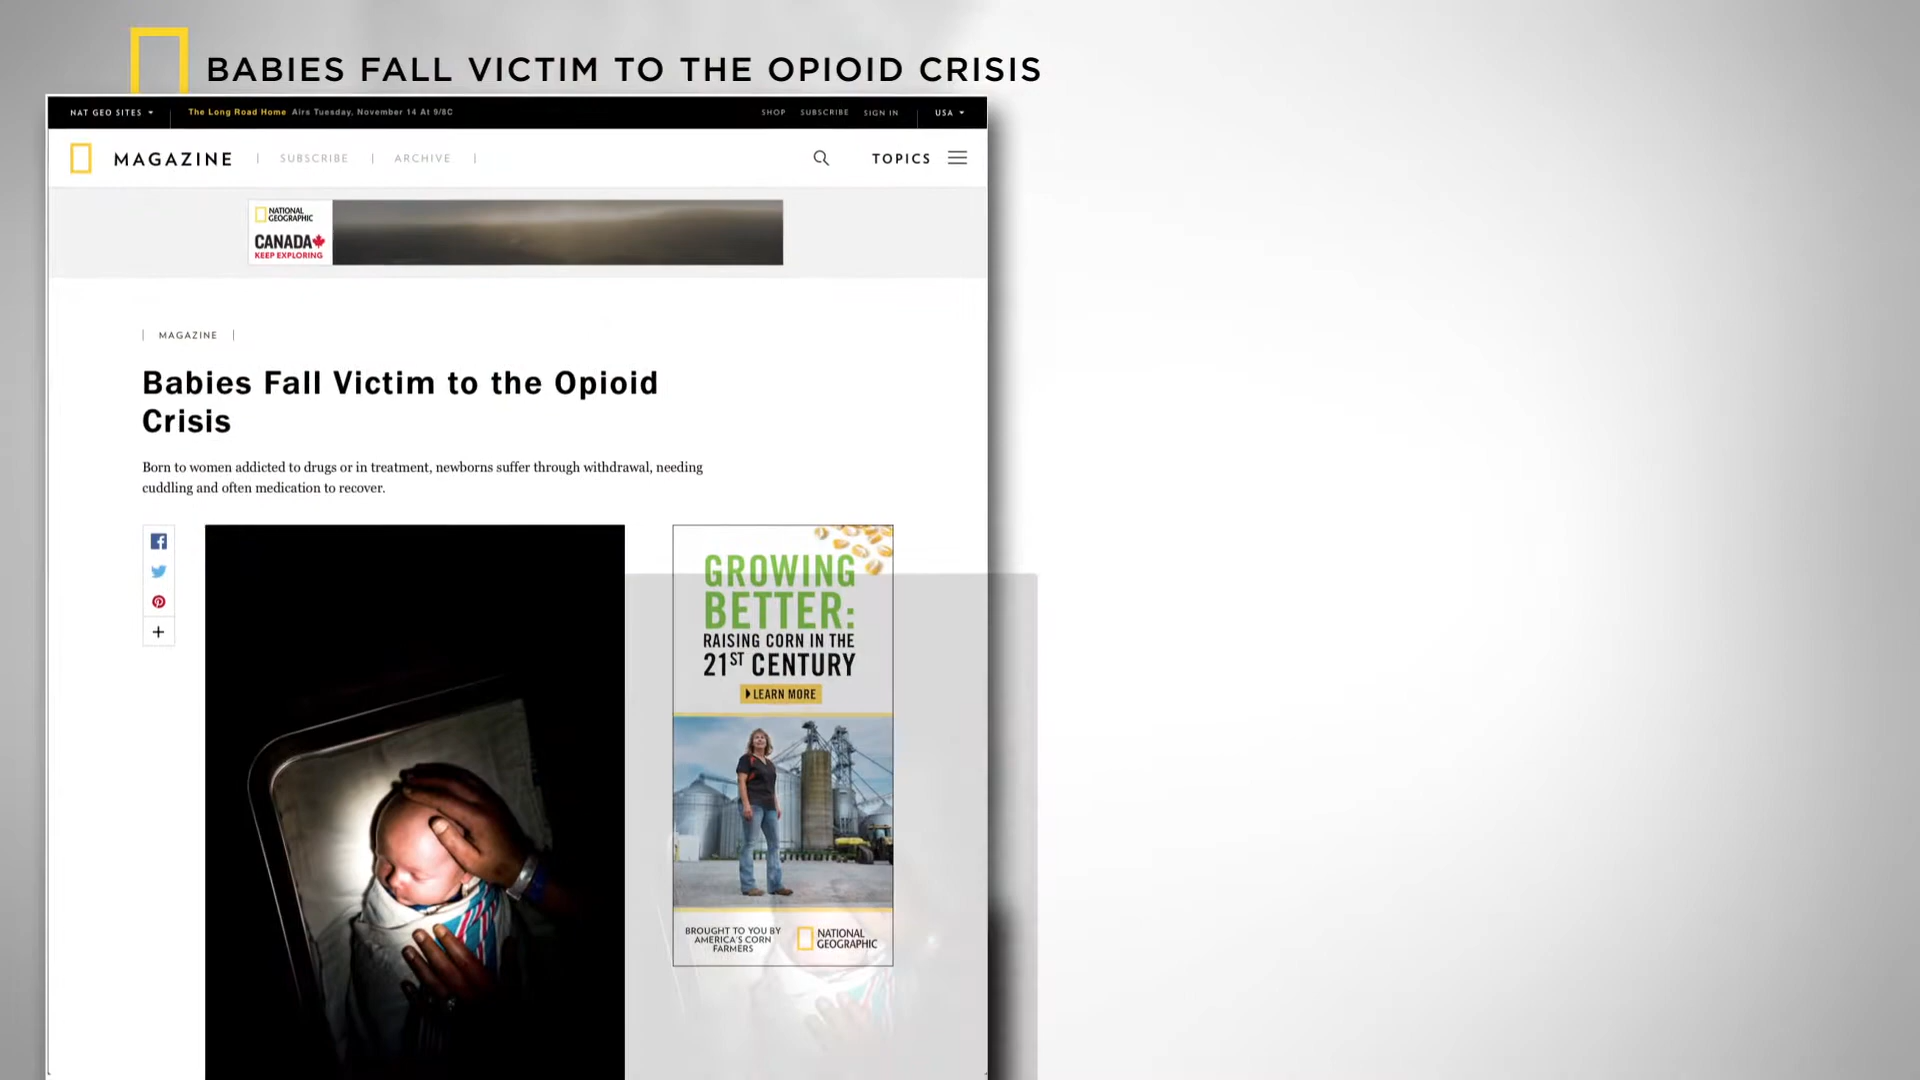 BABIES FALL VICTIM TO THE OPIOID CRISIS
NAT GEO SITES
The Long Road Home Airs Tuesday, November 14 At 9/8C
SHOP
SUBSCRIBE
SIGN IN
USA
MAGAZINE
SUBSCRIBE
ARCHIVE
TOPICS
NATIONAL
GEOGRAPHIC
CANADA
KEEP EXPLORING
MAGAZINE
Babies Fall Victim to the Opioid
Crisis
Born to women addicted to drugs or in treatment, newborns suffer through withdrawal, needing
cuddling and often medication to recover.
GROWING
BETTER:
RAISING CORN IN THE
21ST CENTURY
LEARN MORE
BROUGHT TO YOU BY
AMERICA'S CORN
FARMERS
NATIONAL
GEOGRAPHIC